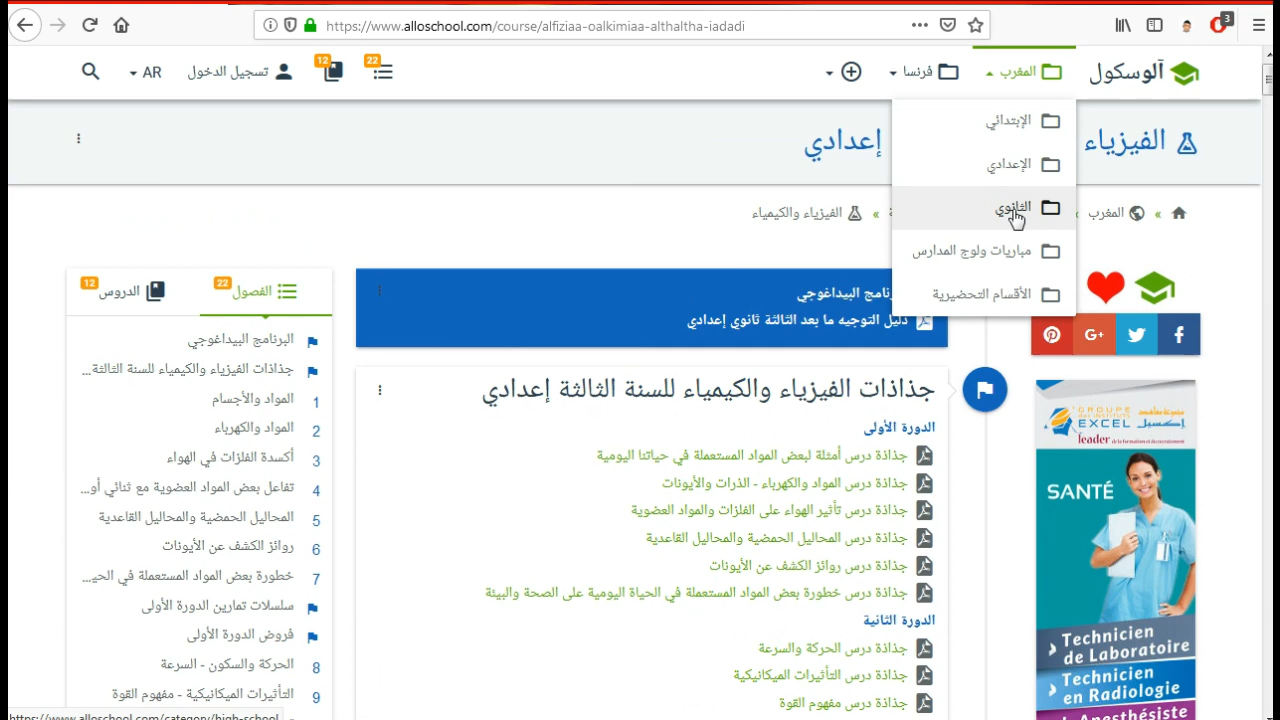 https://www.alloschool.com/course/alfiziaa-oalkimiaa-althaltha-iadadi
3
آلوسكول
المغرب
فرنسا
22
12
تسجيل الدخول
AR
الإبتدائي
الإعدادي
الثانوي
مباريات ولوج المدارس
الأقسام التحضيرية
الفيزياء
إعدادي
المغرب
»
الفيزياء والكيمياء
دليل التوجيه ما بعد الثالثة ثانوي إعدادي
جذاذات الفيزياء والكيمياء للسنة الثالثة إعدادي
الدورة الأولى
جذاذة درس أمثلة لبعض المواد المستعملة في حياتنا اليومية
جذاذة درس المواد والكهرباء - الذرات والأيونات
جذاذة درس تأثير الهواء على الفلزات والمواد العضوية
جذاذة درس المحاليل الحمضية والمحاليل القاعدية
جذاذة درس روائز الكشف عن الأيونات
جذاذة درس خطورة بعض المواد المستعملة في الحياة اليومية على الصحة والبيئة
الدورة الثانية
جذاذة درس الحركة والسرعة
جذاذة درس التأثيرات الميكانيكية
جذاذة درس مفهوم القوة
الفصول
22
الدروس
12
البرنامج البيداغوجي
جذاذات الفيزياء والكيمياء للسنة الثالثة...
1 المواد والأجسام
2 المواد والكهرباء
3 أكسدة الفلزات في الهواء
4 تفاعل بعض المواد العضوية مع ثنائي أو...
5 المحاليل الحمضية والمحاليل القاعدية
6 روائز الكشف عن الأيونات
7 خطورة بعض المواد المستعملة في الحيا...
سلسلات تمارين الدورة الأولى
فروض الدورة الأولى
8 الحركة والسكون - السرعة
9 التأثيرات الميكانيكية - مفهوم القوة
G+
GROUPE
EXCEL
إكسيل
leader
SANTÉ
Technicien
de Laboratoire
Technicien
en Radiologie
https://www.alloschool.com/category/high-school